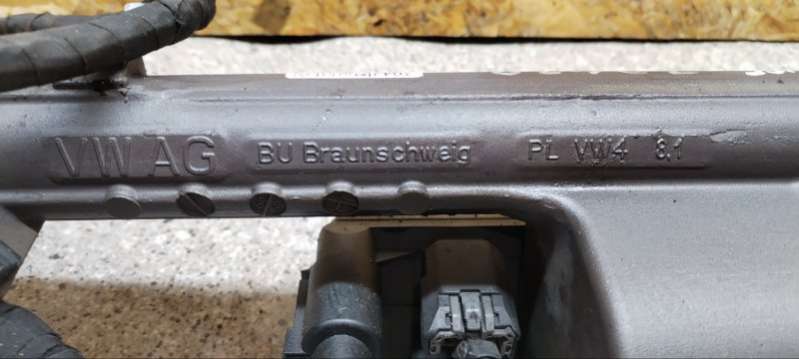 VW AG BU Braunschweig PL VW4 8.1